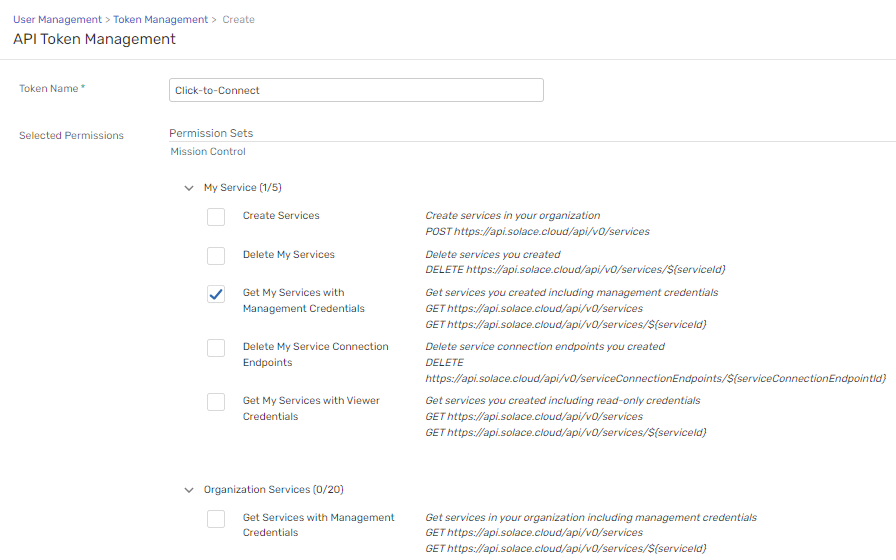 User Management > Token Management > Create
API Token Management
Token Name * Click-to-Connect
Selected Permissions Permission Sets
Mission Control
My Service (1/5)
Create Services Create services in your organization
POST https://api.solace.cloud/api/v0/services
Delete My Services Delete services you created
DELETE https://api.solace.cloud/api/v0/services/${serviceId}
Get My Services with Get services you created including management credentials
Management Credentials GET https://api.solace.cloud/api/v0/services
GET https://api.solace.cloud/api/v0/services/${serviceId}
Delete My Service Connection Delete service connection endpoints you created
Endpoints DELETE
https://api.solace.cloud/api/v0/serviceConnectionEndpoints/${serviceConnectionEndpointId}
Get My Services with Viewer Get services you created including read-only credentials
Credentials GET https://api.solace.cloud/api/v0/services
GET https://api.solace.cloud/api/v0/services/${serviceId}
Organization Services (0/20)
Get Services with Management Get services in your organization including management credentials
Credentials GET https://api.solace.cloud/api/v0/services
GET https://api.solace.cloud/api/v0/services/${serviceId}